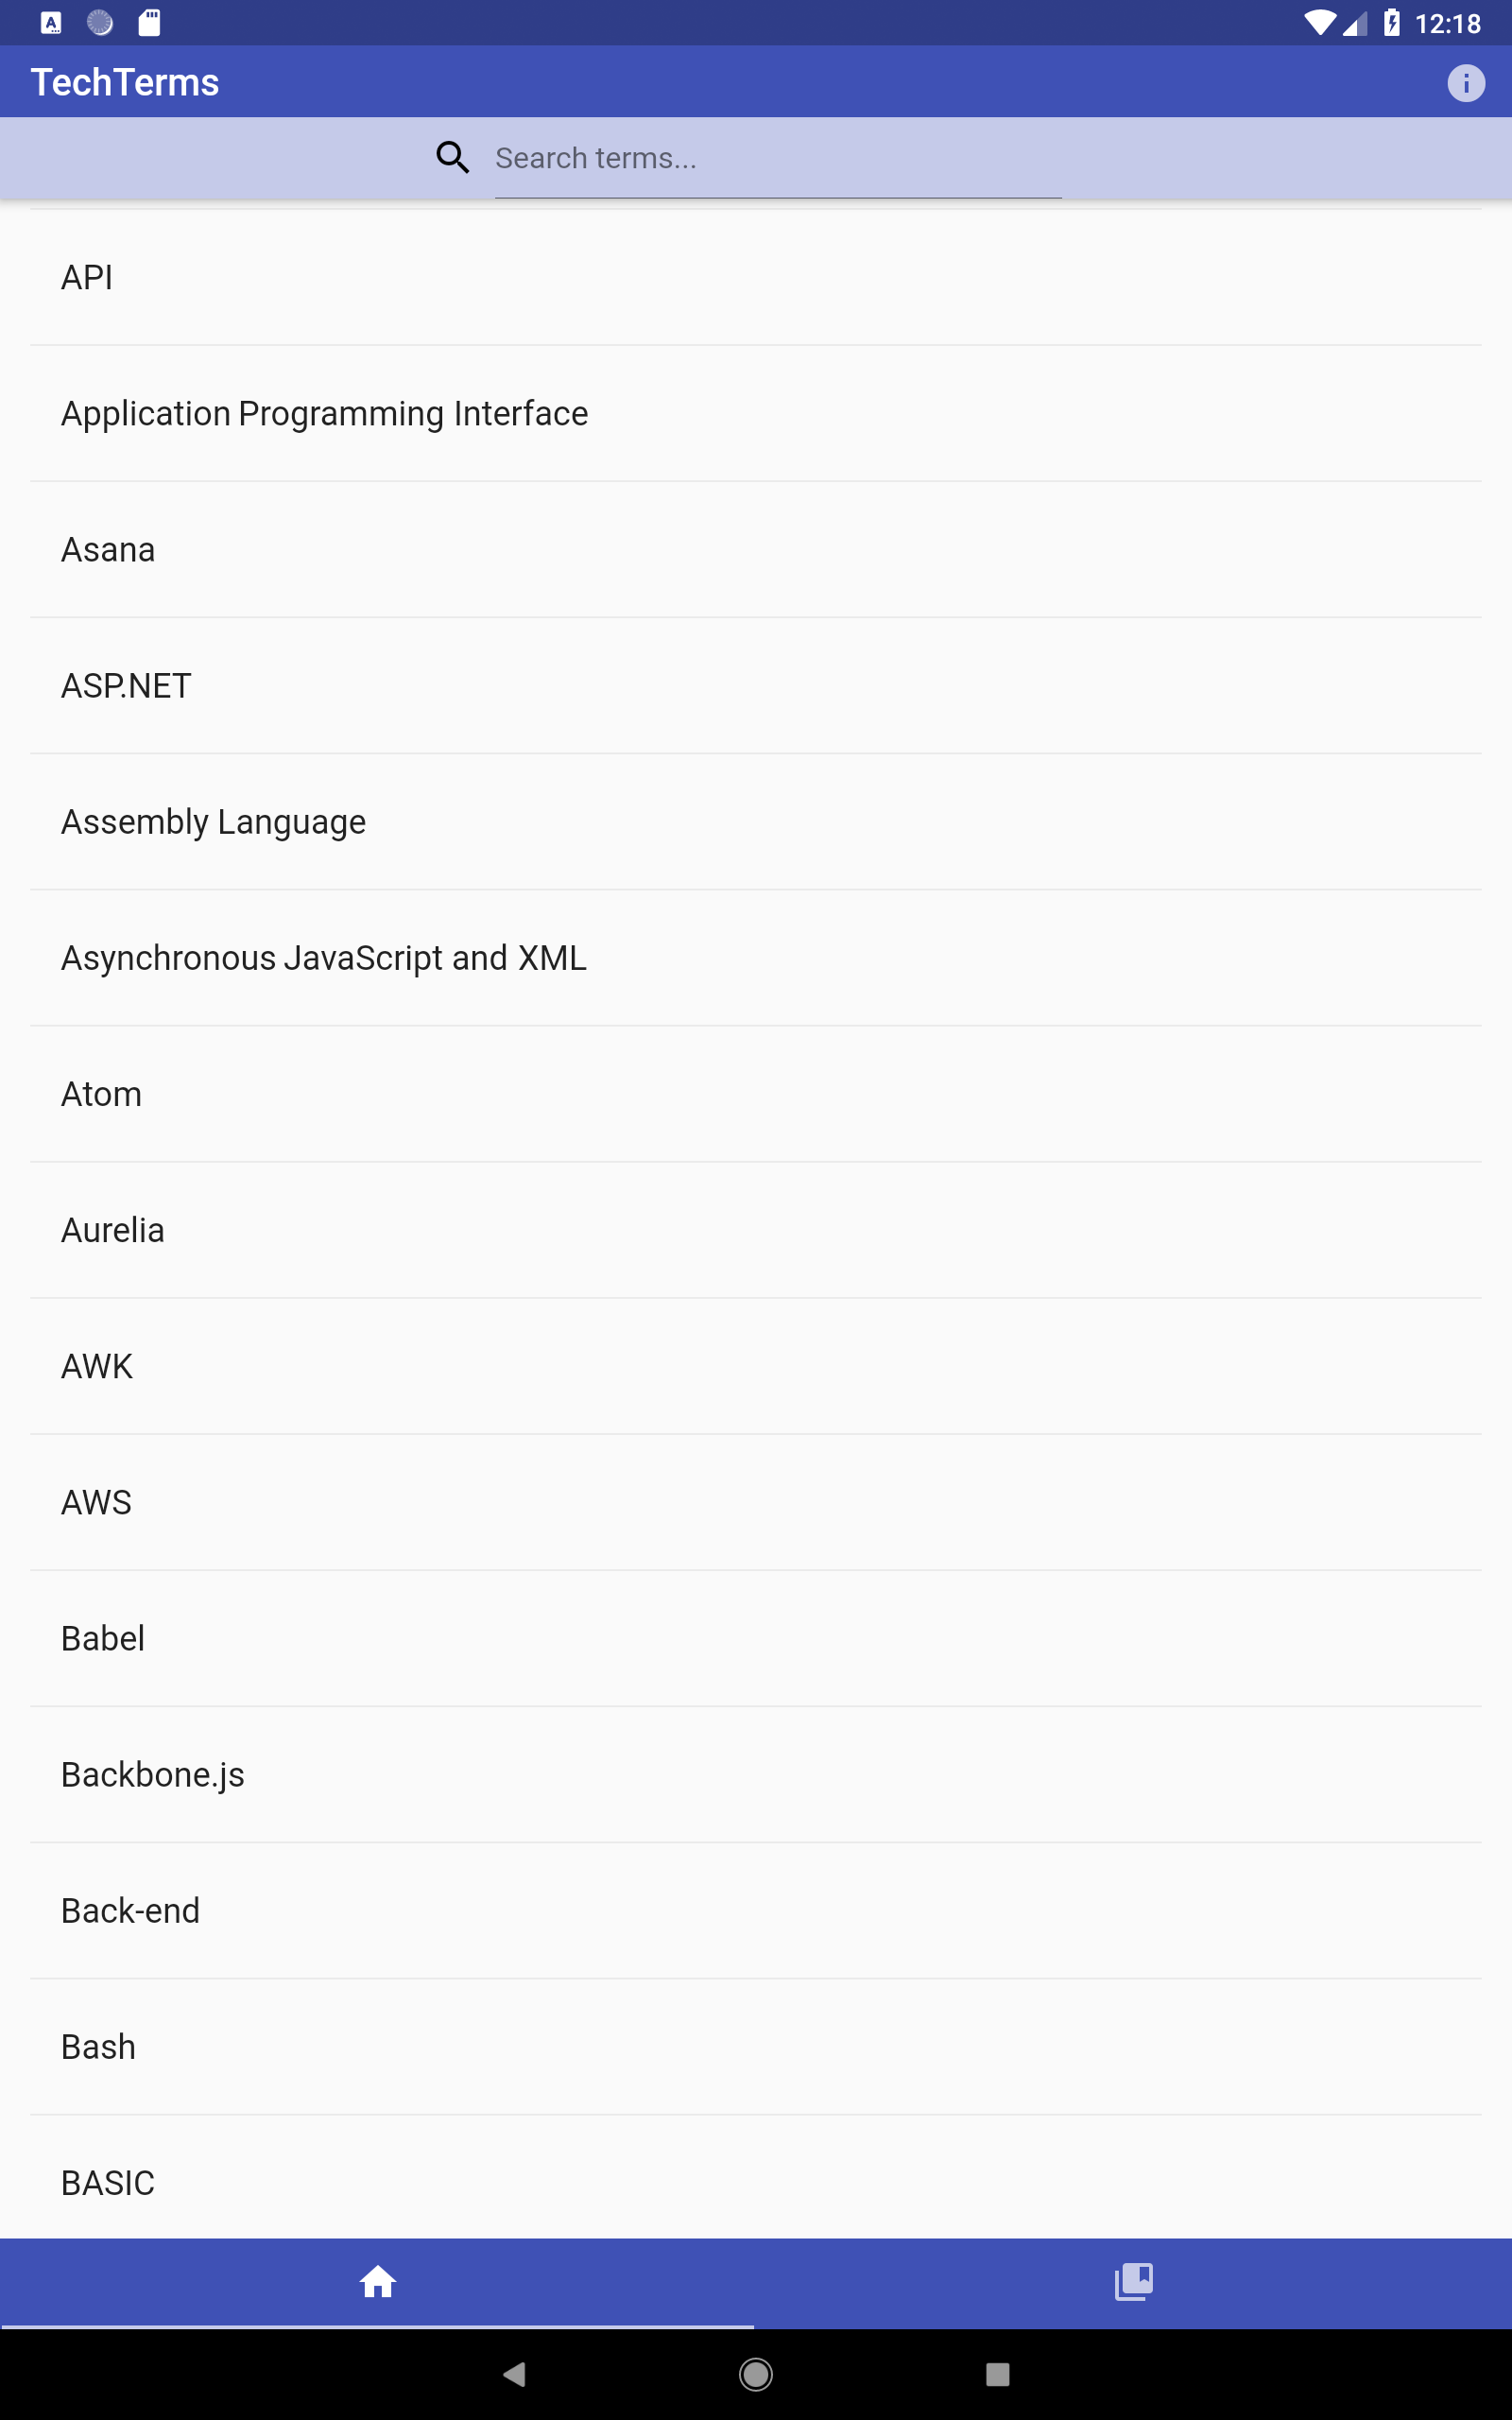 12:18
TechTerms
Search terms...
API
Application Programming Interface
Asana
ASP.NET
Assembly Language
Asynchronous JavaScript and XML
Atom
Aurelia
AWK
AWS
Babel
Backbone.js
Back-end
Bash
BASIC